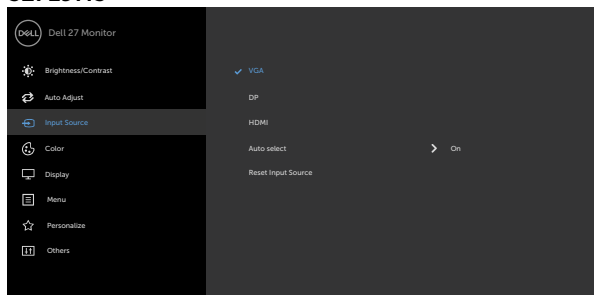 DELL Dell 27 Monitor
Brightness/Contrast
VGA
Auto Adjust
DP
Input Source
HDMI
Color
Auto select
On
Display
Reset Input Source
Menu
Personalize
Others